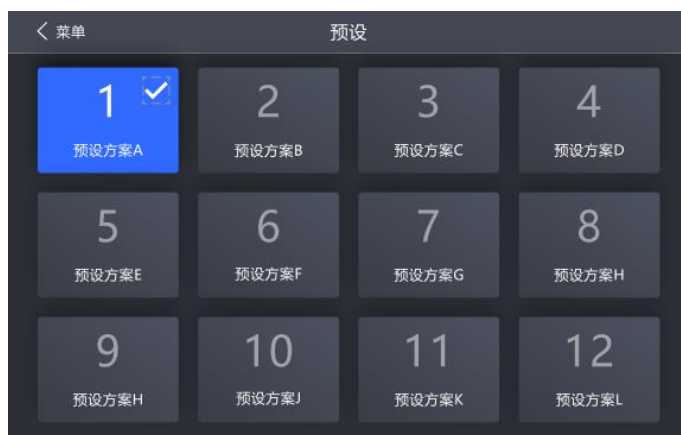 菜单 预设
1 2 3 4
预设方案A 预设方案B 预设方案C 预设方案D
5 6 7 8
预设方案E 预设方案F 预设方案G 预设方案H
9 10 11 12
预设方案H 预设方案J 预设方案K 预设方案L